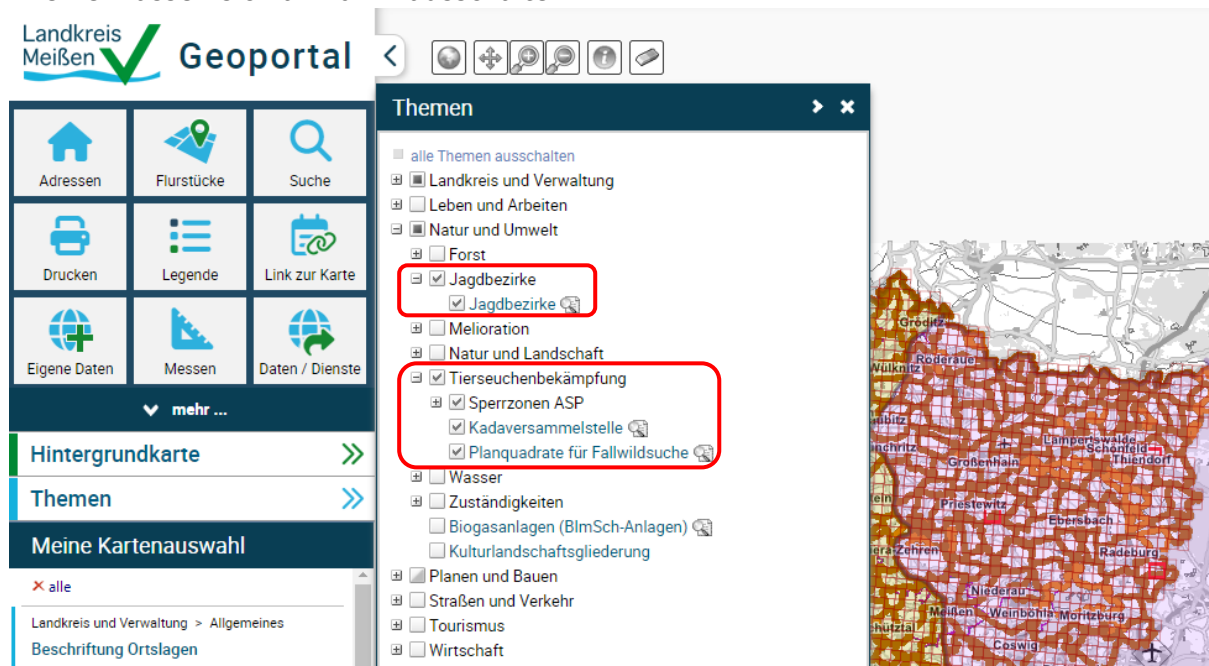 Landkreis
Meißen
Geoportal
Adressen
Flurstücke
Suche
Drucken
Legende
Link zur Karte
Eigene Daten
Messen
Daten / Dienste
mehr ...
Hintergrundkarte
Themen
Meine Kartenauswahl
alle
Landkreis und Verwaltung > Allgemeines
Beschriftung Ortslagen
Themen
alle Themen ausschalten
Landkreis und Verwaltung
Leben und Arbeiten
Natur und Umwelt
Forst
Jagdbezirke
Jagdbezirke
Melioration
Natur und Landschaft
Tierseuchenbekämpfung
Sperrzonen ASP
Kadaversammelstelle
Planquadrate für Fallwildsuche
Wasser
Zuständigkeiten
Biogasanlagen (BImSch-Anlagen)
Kulturlandschaftsgliederung
Planen und Bauen
Straßen und Verkehr
Tourismus
Wirtschaft
Gröditz
Röderaue
Wülknitz
Lampertswalde
Schönfeld
Thiendorf
Großenhain
Priestewitz
Ebersbach
Radeburg
Niederau
Meißen
Weinböhla
Moritzburg
Coswig